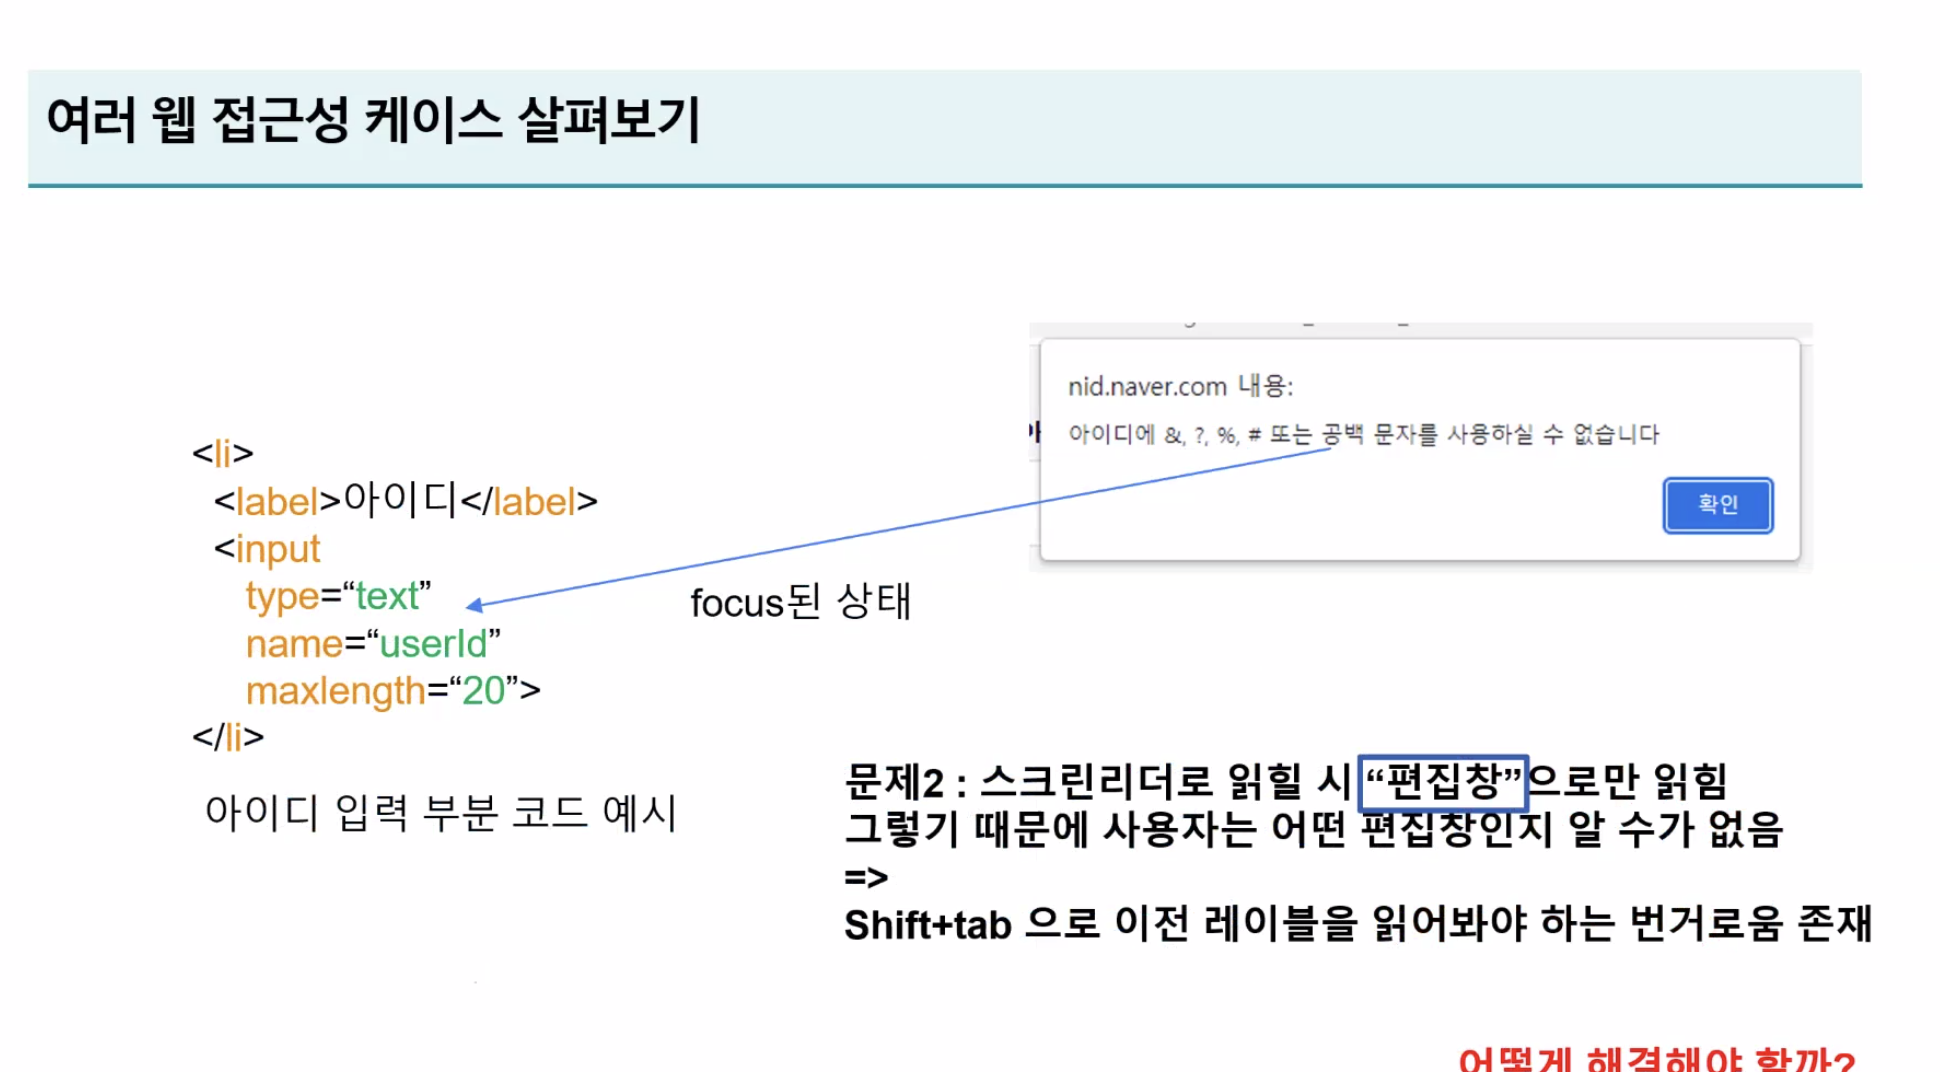 여러 웹 접근성 케이스 살펴보기
nid.naver.com 내용:
아이디에 &, ?, %, # 또는 공백 문자를 사용하실 수 없습니다
확인
<li>
<label>아이디</label>
<input
type=“text”
name=“userId”
maxlength=“20”>
</li>
focus된 상태
아이디 입력 부분 코드 예시
문제2 : 스크린리더로 읽힐 시 “편집창”으로만 읽힘
그렇기 때문에 사용자는 어떤 편집창인지 알 수가 없음
=>
Shift+tab 으로 이전 레이블을 읽어봐야 하는 번거로움 존재
어떻게 해결해야 할까?